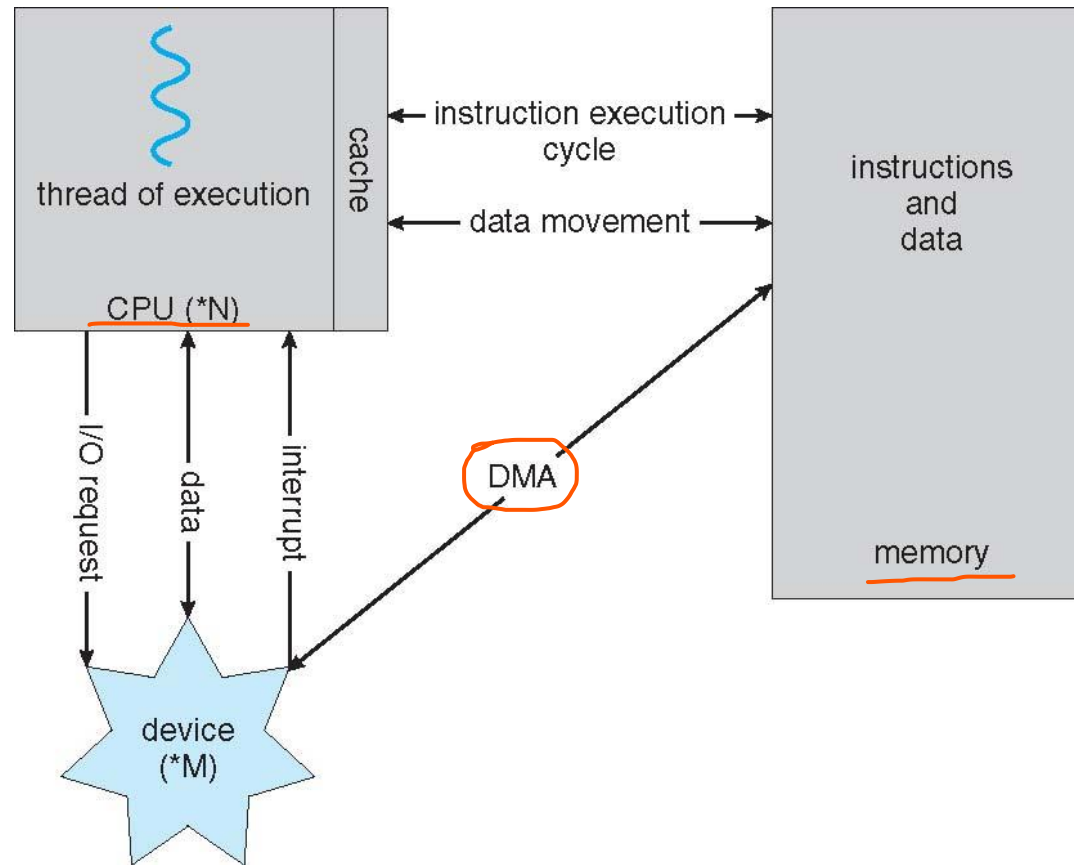 thread of execution
cache
CPU (*N)
instruction execution
cycle
data movement
instructions
and
data
memory
I/O request
data
interrupt
DMA
device
(*M)